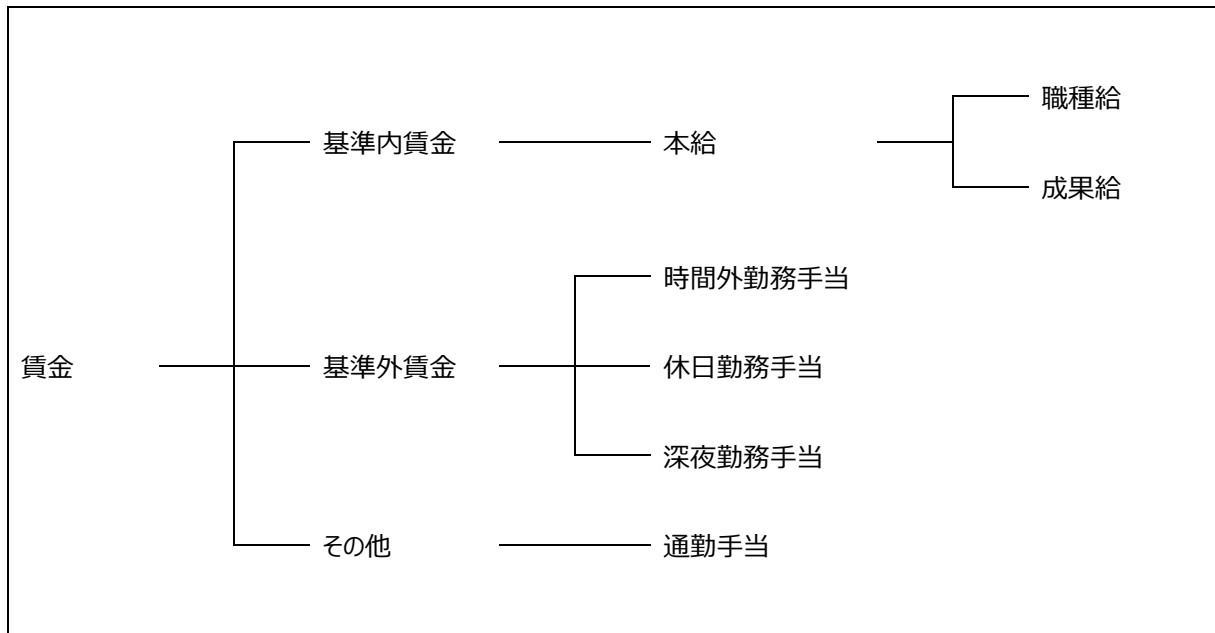 職種給
基準内賃金 本給
成果給
時間外勤務手当
賃金 基準外賃金 休日勤務手当
深夜勤務手当
その他 通勤手当